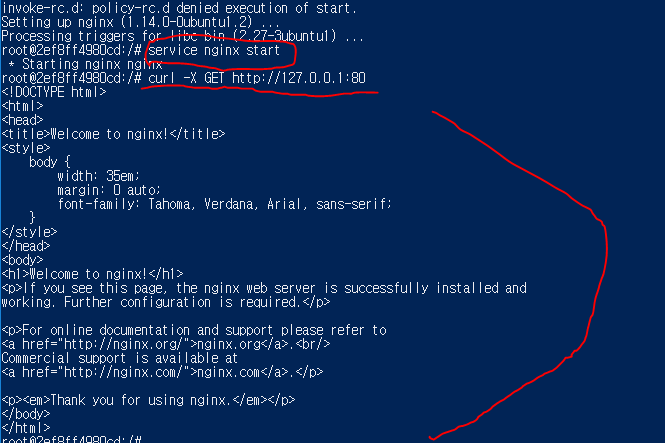 invoke-rc.d: policy-rc.d denied execution of start.
Setting up nginx (1.14.0-0ubuntu1.2) ...
Processing triggers for libc-bin (2.27-3ubuntu1) ...
root@2ef8ff4980cd:/# service nginx start
 * Starting nginx nginx
root@2ef8ff4980cd:/# curl -X GET http://127.0.0.1:80
<!DOCTYPE html>
<html>
<head>
<title>Welcome to nginx!</title>
<style>
    body {
        width: 35em;
        margin: 0 auto;
        font-family: Tahoma, Verdana, Arial, sans-serif;
    }
</style>
</head>
<body>
<h1>Welcome to nginx!</h1>
<p>If you see this page, the nginx web server is successfully installed and
working. Further configuration is required.</p>

<p>For online documentation and support please refer to
<a href="http://nginx.org/">nginx.org</a>.<br/>
Commercial support is available at
<a href="http://nginx.com/">nginx.com</a>.</p>

<p><em>Thank you for using nginx.</em></p>
</body>
</html>
root@2ef8ff4980cd:/#